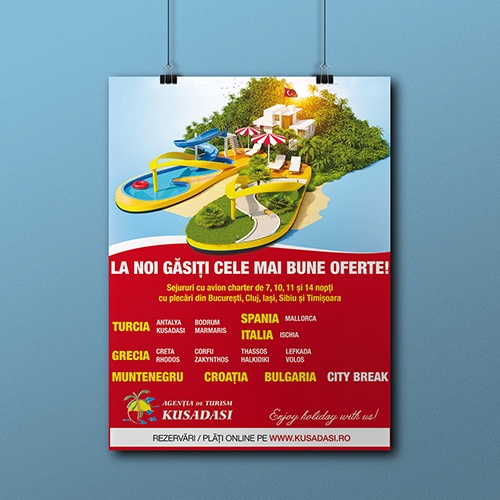 LA NOI GĂSIȚI CELE MAI BUNE OFERTE!
Sejururi cu avion charter de 7, 10, 11 și 14 nopți
cu plecări din București, Cluj, Iași, Sibiu și Timișoara
TURCIA ANTALYA BODRUM
KUSADASI MARMARIS
SPANIA MALLORCA
ITALIA ISCHIA
GRECIA CRETA CORFU THASSOS LEFKADA
RHODOS ZAKYNTHOS HALKIDIKI VOLOS
MUNTENEGRU CROAȚIA BULGARIA CITY BREAK
AGENȚIA DE TURISM
KUSADASI
Enjoy holiday with us!
REZERVĂRI / PLĂȚI ONLINE PE WWW.KUSADASI.RO